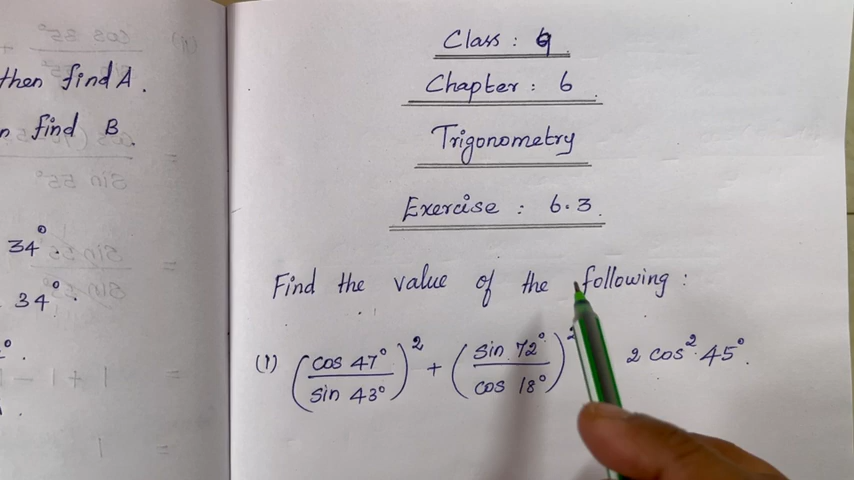 then find A.
find B.
34°.
34°.
Class : 9
Chapter : 6
Trigonometry
Exercise : 6.3
Find the value of the following :
(1) (cos 47° / sin 43°)² + (sin 72° / cos 18°)² 2 cos² 45°.